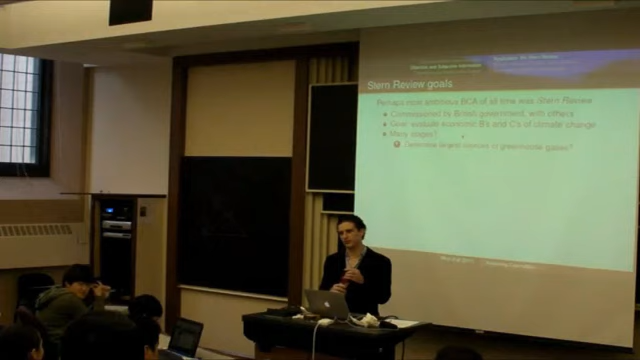 Stern Review goals
Perhaps most ambitious BCA of all time was Stern Review
Commissioned by British government, with others
Goal: evaluate economic B's and C's of climate change
Many stages?
Determine largest sources of greenhouse gases?